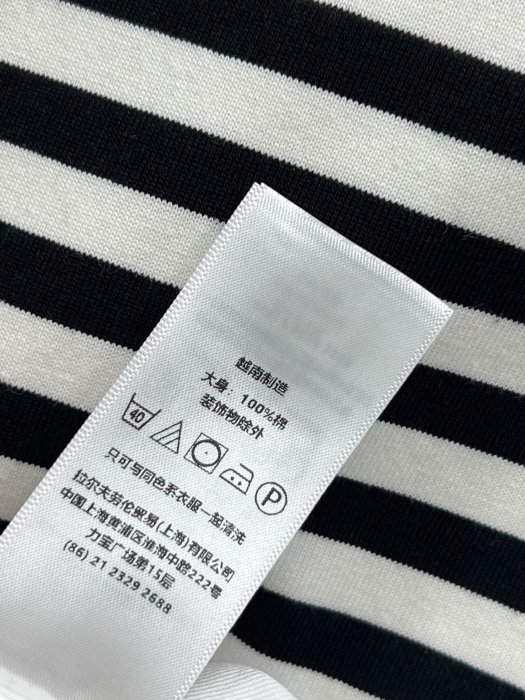 越南制造
大身：100%棉
装饰物除外
40 P
只可与同色系衣服一起清洗
拉尔夫劳伦贸易(上海)有限公司
中国上海黄浦区淮海中路222号
力宝广场第15层
(86) 21 2329 2688